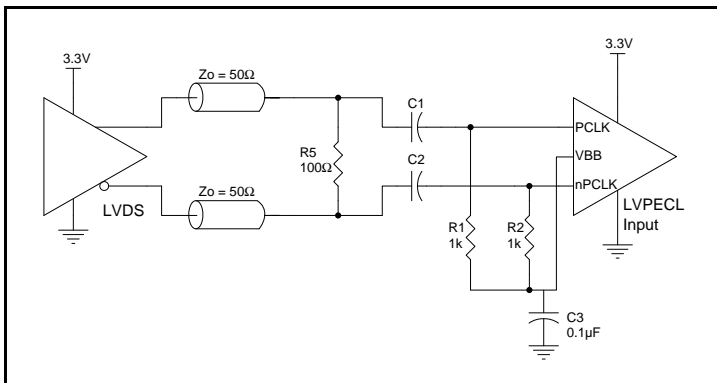 3.3V
Zo = 50Ω
3.3V
C1
PCLK
R5
100Ω
C2
VBB
Zo = 50Ω
nPCLK
LVDS
LVPECL
Input
R1
1k
R2
1k
C3
0.1µF